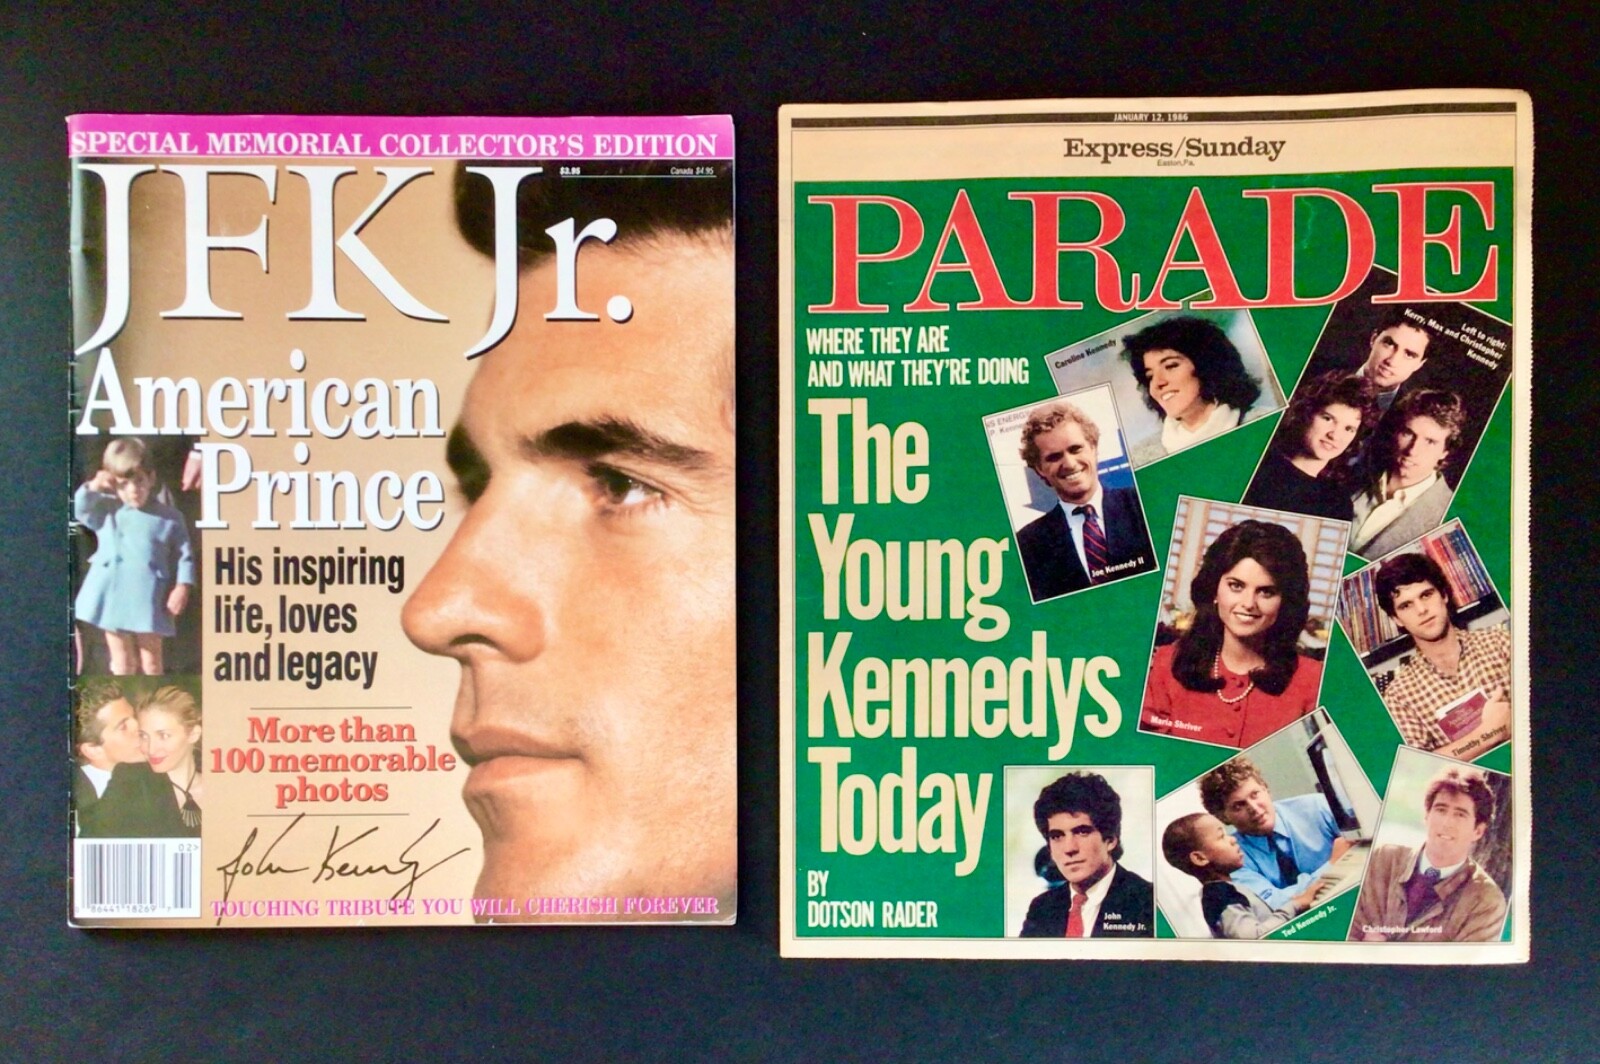 SPECIAL MEMORIAL COLLECTOR'S EDITION
JFK Jr.
$3.95
Canada $4.95
American
Prince
His inspiring
life, loves
and legacy
More than
100 memorable
photos
John Kennedy
02>
TOUCHING TRIBUTE YOU WILL CHERISH FOREVER
JANUARY 12, 1986
Express/Sunday
Easton, Pa.
PARADE
WHERE THEY ARE
AND WHAT THEY'RE DOING
The
Young
Kennedys
Today
BY
DOTSON RADER
Caroline Kennedy
Left to right:
Kerry, Max and Christopher
Kennedy
Joe Kennedy II
Maria Shriver
Timothy Shriver
John
Kennedy Jr.
Ted Kennedy Jr.
Christopher Lawford